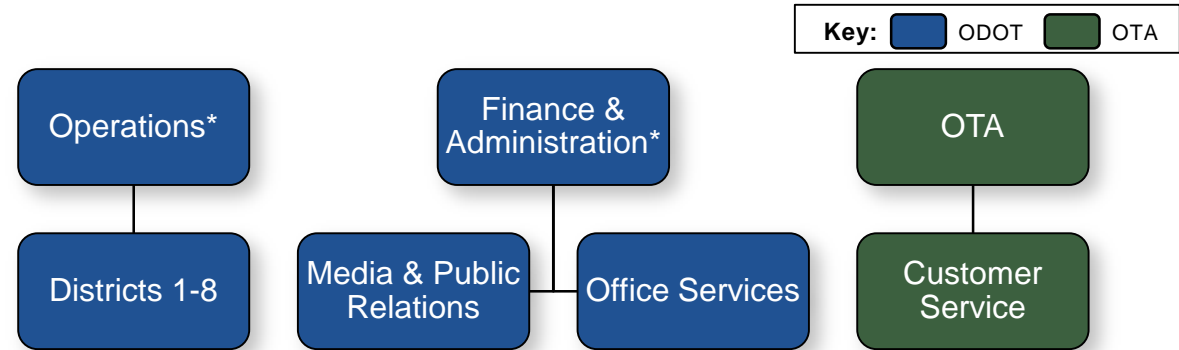 Key: ODOT OTA
Operations*
Finance &
Administration*
OTA
Districts 1-8
Media & Public
Relations
Office Services
Customer
Service